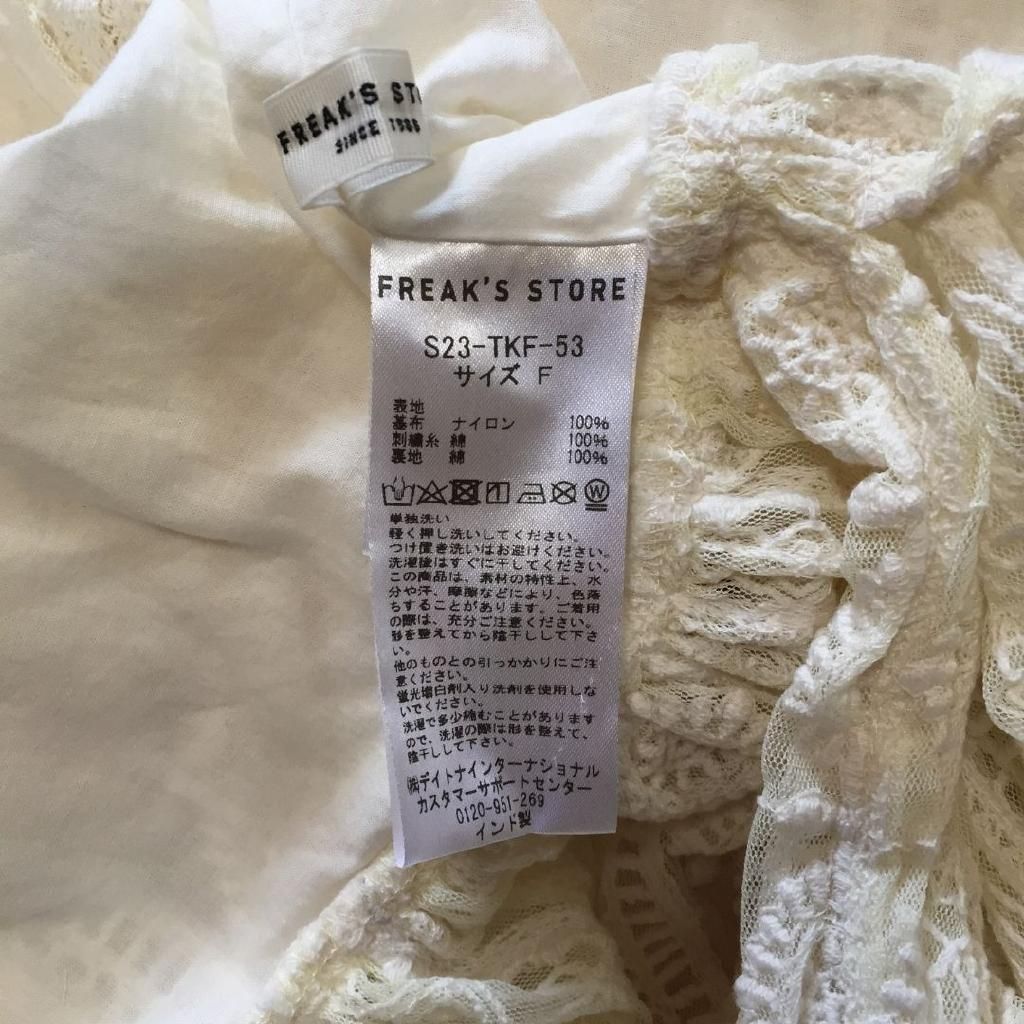 FREAK'S ST
SINCE 1986
FREAK'S STORE
S23-TKF-53
サイズ F
表地
基布 ナイロン 100%
刺繍糸 綿 100%
裏地 綿 100%
W
単独洗い
軽く押し洗いしてください。
つけ置き洗いはお避けください。
洗濯後はすぐに干してください。
この商品は、素材の特性上、水
分や汗、摩擦などにより、色落
ちすることがあります。ご着用
の際は、充分ご注意ください。
形を整えてから陰干しして下さ
い。
他のものとの引っかかりにご注
意ください。
蛍光増白剤入り洗剤を使用しな
いでください。
洗濯で多少縮むことがあります
ので、洗濯の際は形を整えて、
陰干しして下さい。
㈱デイトナインターナショナル
カスタマーサポートセンター
0120-951-269
インド製